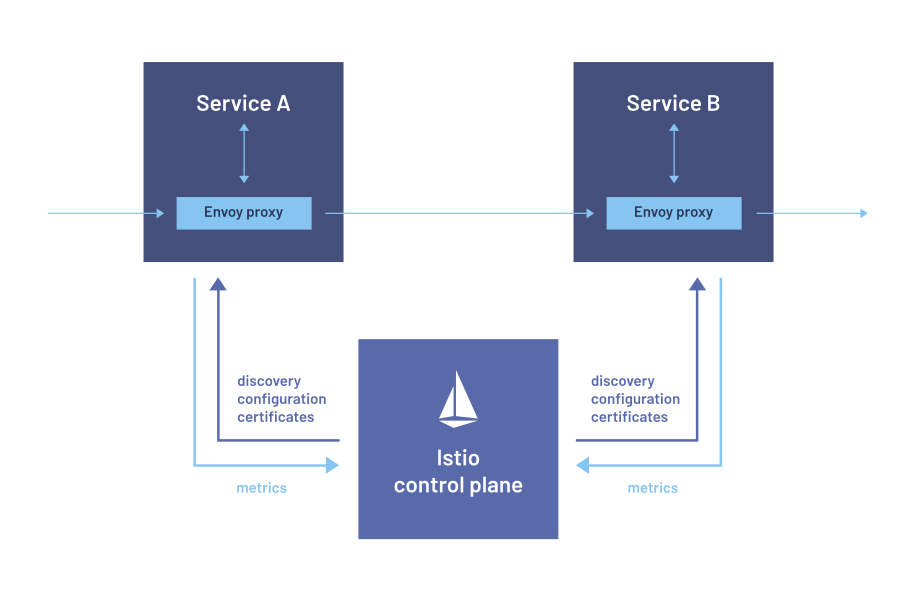 Service A
Service B
Envoy proxy
Envoy proxy
discovery
configuration
certificates
discovery
configuration
certificates
Istio
control plane
metrics
metrics